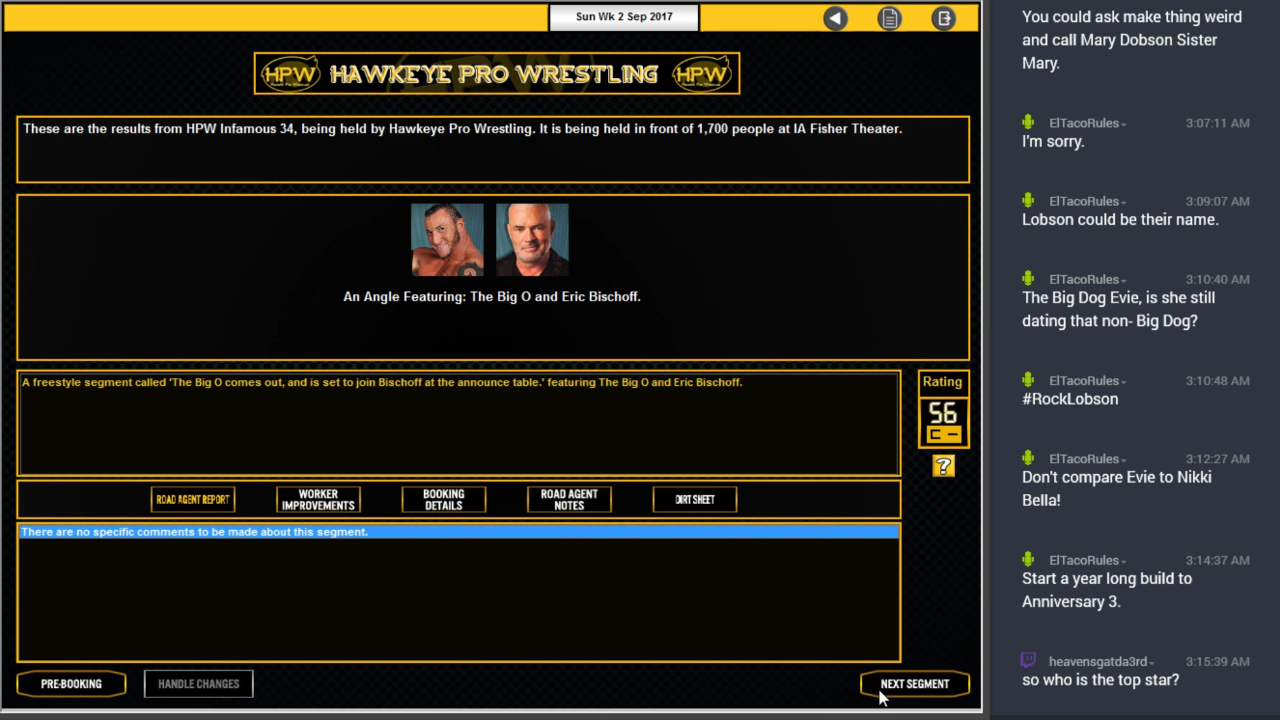 Sun Wk 2 Sep 2017
HPW HAWKEYE PRO WRESTLING HPW
These are the results from HPW Infamous 34, being held by Hawkeye Pro Wrestling. It is being held in front of 1,700 people at IA Fisher Theater.
An Angle Featuring: The Big O and Eric Bischoff.
A freestyle segment called 'The Big O comes out, and is set to join Bischoff at the announce table.' featuring The Big O and Eric Bischoff.
Rating
56
C -
?
ROAD AGENT REPORT
WORKER
IMPROVEMENTS
BOOKING
DETAILS
ROAD AGENT
NOTES
DIRT SHEET
There are no specific comments to be made about this segment.
PRE-BOOKING
HANDLE CHANGES
NEXT SEGMENT
You could ask make thing weird
and call Mary Dobson Sister
Mary.
ElTacoRules 3:07:11 AM
I'm sorry.
ElTacoRules 3:09:07 AM
Lobson could be their name.
ElTacoRules 3:10:40 AM
The Big Dog Evie, is she still
dating that non- Big Dog?
ElTacoRules 3:10:48 AM
#RockLobson
ElTacoRules 3:12:27 AM
Don't compare Evie to Nikki
Bella!
ElTacoRules 3:14:37 AM
Start a year long build to
Anniversary 3.
heavensgatda3rd 3:15:39 AM
so who is the top star?